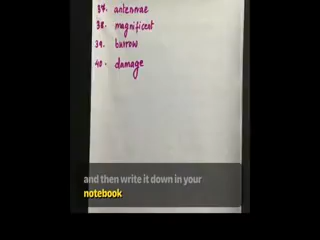 37. antennae
38. magnificent
39. burrow
40. damage
and then write it down in your
notebook